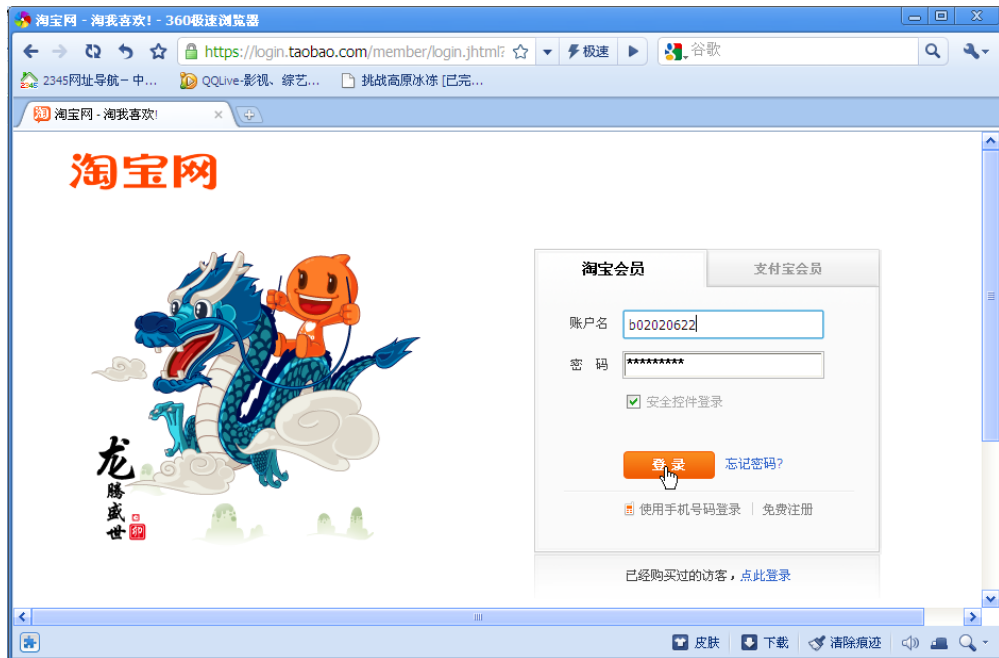 淘宝网 - 淘我喜欢! - 360极速浏览器
https://login.taobao.com/member/login.jhtml?
极速
谷歌
2345网址导航－中...
QQLive-影视、综艺...
挑战高原冰冻 [已完...
淘宝网 - 淘我喜欢!
淘宝网
淘宝会员
支付宝会员
账户名
b02020622
密 码
*********
安全控件登录
登 录
忘记密码?
使用手机号码登录
免费注册
已经购买过的访客，点此登录
龙
腾
盛
世
皮肤
下载
清除痕迹